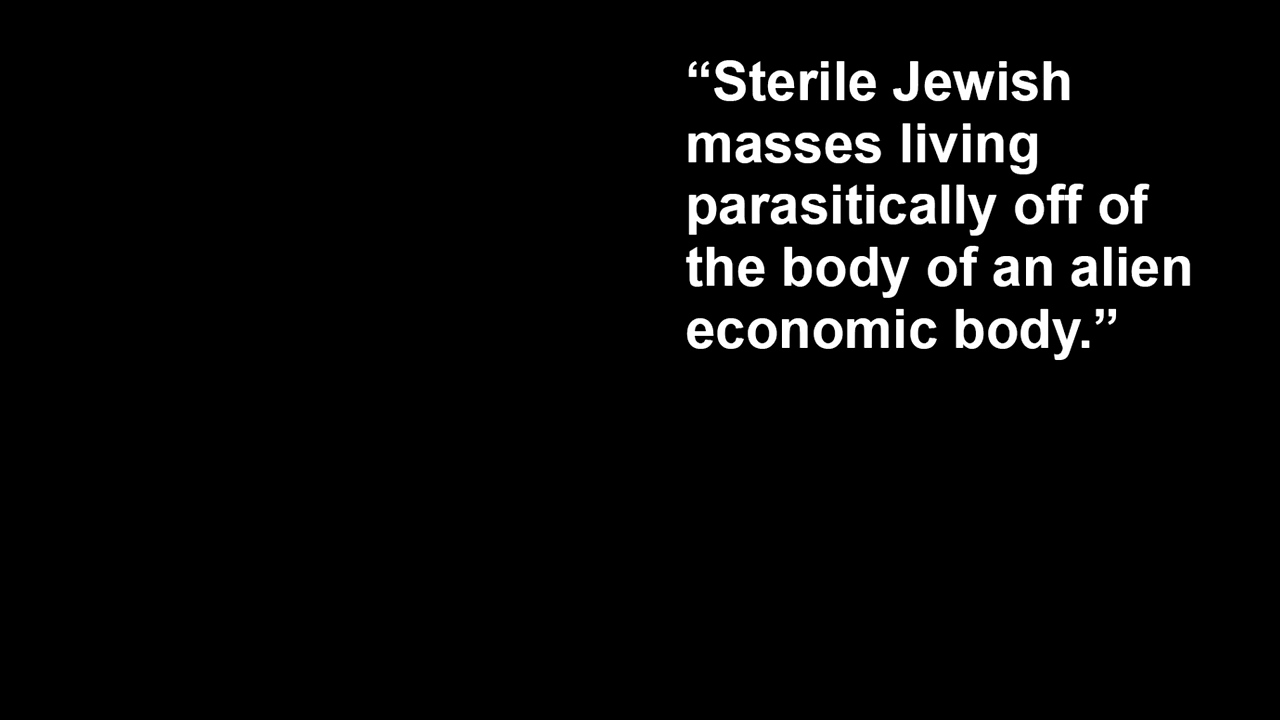 “Sterile Jewish
masses living
parasitically off of
the body of an alien
economic body.”